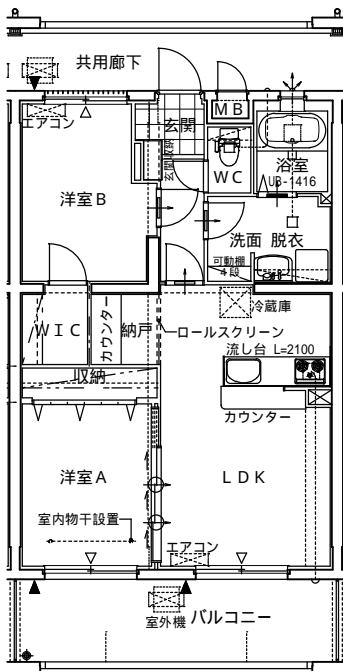 共用廊下
エアコン
玄関
MB
玄関収納
WC
浴室
UB-1416
洋室B
洗面 脱衣
可動棚
4段
WIC
カウンター
納戸
冷蔵庫
ロールスクリーン
流し台 L=2100
収納
カウンター
洋室A
LDK
室内物干設置
エアコン
室外機
バルコニー